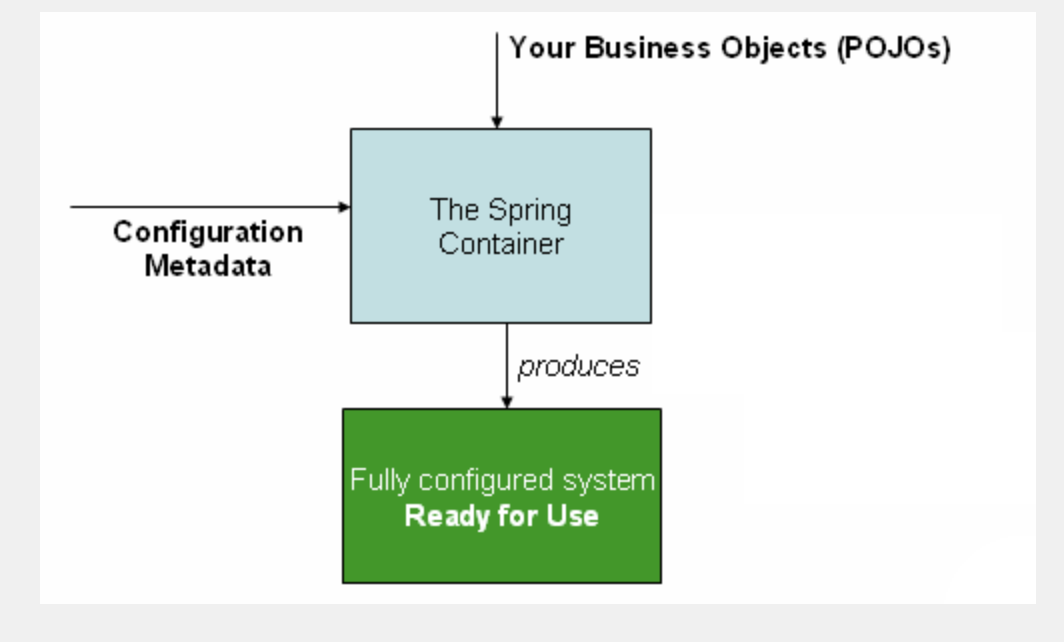 Your Business Objects (POJOs)
The Spring
Container
Configuration
Metadata
produces
Fully configured system
Ready for Use